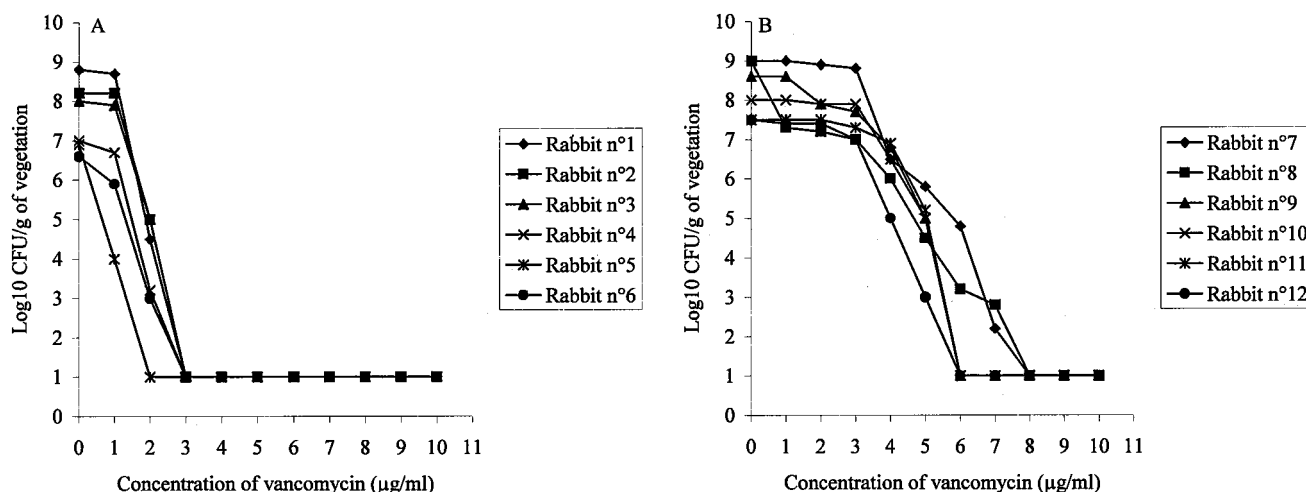 A
10
9
8
7
6
5
4
3
2
1
0
Log10 CFU/g of vegetation
0 1 2 3 4 5 6 7 8 9 10 11
Concentration of vancomycin (µg/ml)
Rabbit n°1
Rabbit n°2
Rabbit n°3
Rabbit n°4
Rabbit n°5
Rabbit n°6
B
10
9
8
7
6
5
4
3
2
1
0
Log10 CFU/g of vegetation
0 1 2 3 4 5 6 7 8 9 10 11
Concentration of vancomycin (µg/ml)
Rabbit n°7
Rabbit n°8
Rabbit n°9
Rabbit n°10
Rabbit n°11
Rabbit n°12